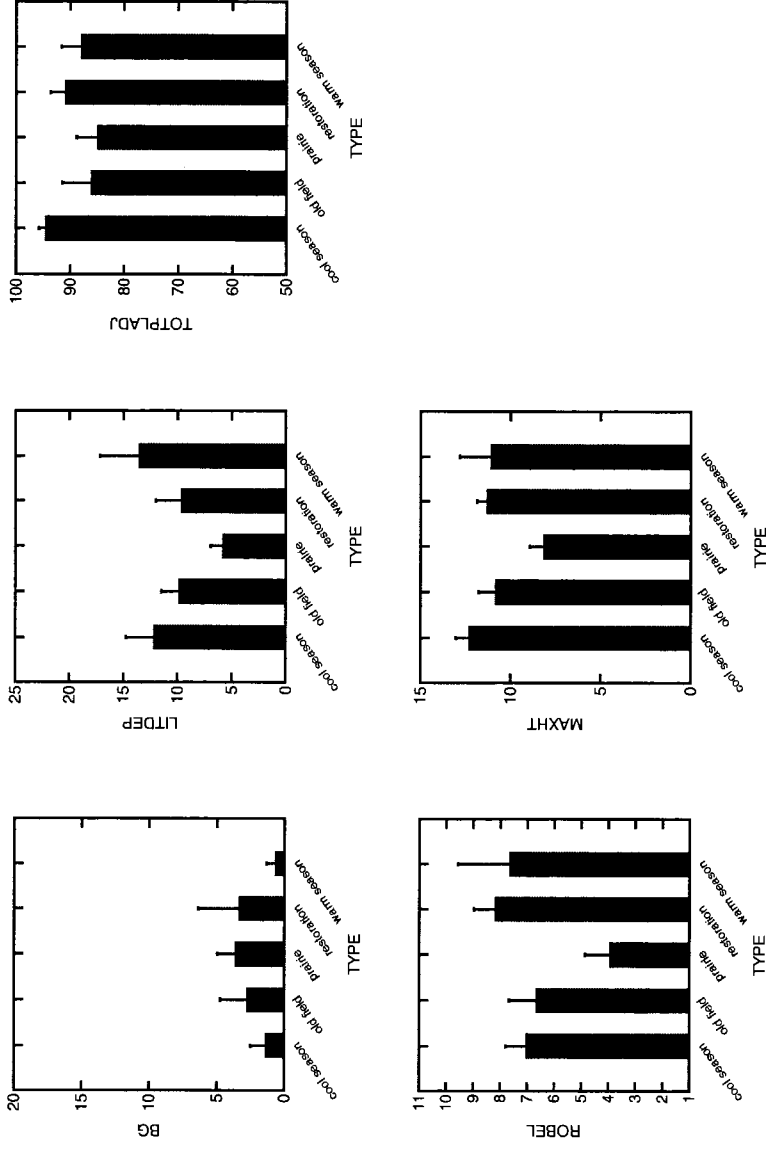 BG
20
15
10
5
0
cool season
old field
prairie
restoration
warm season
TYPE
LITDEP
25
20
15
10
5
0
cool season
old field
prairie
restoration
warm season
TYPE
TOTPLADJ
100
90
80
70
60
50
cool season
old field
prairie
restoration
warm season
TYPE
ROBEL
11
10
9
8
7
6
5
4
3
2
1
cool season
old field
prairie
restoration
warm season
TYPE
MAXHT
15
10
5
0
cool season
old field
prairie
restoration
warm season
TYPE